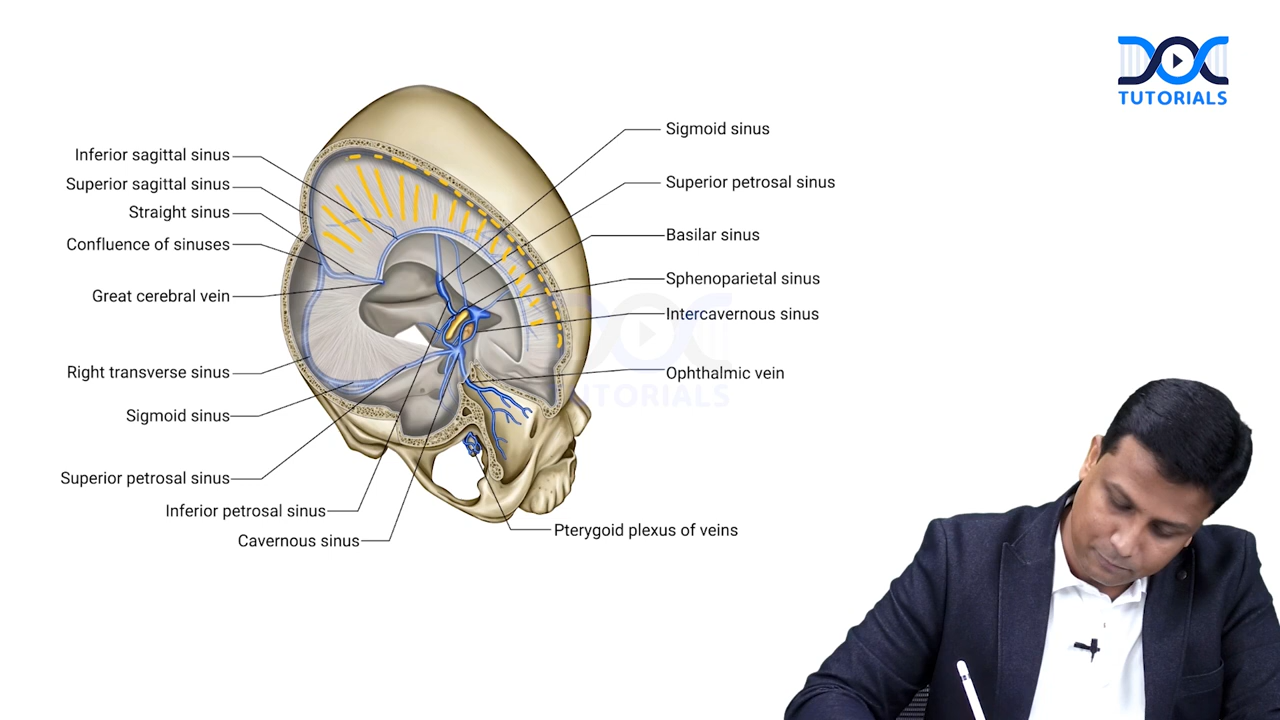 TUTORIALS
Sigmoid sinus
Inferior sagittal sinus
Superior petrosal sinus
Superior sagittal sinus
Straight sinus
Basilar sinus
Confluence of sinuses
Sphenoparietal sinus
Great cerebral vein
Intercavernous sinus
Right transverse sinus
Ophthalmic vein
TUTORIALS
Sigmoid sinus
Superior petrosal sinus
Inferior petrosal sinus
Pterygoid plexus of veins
Cavernous sinus